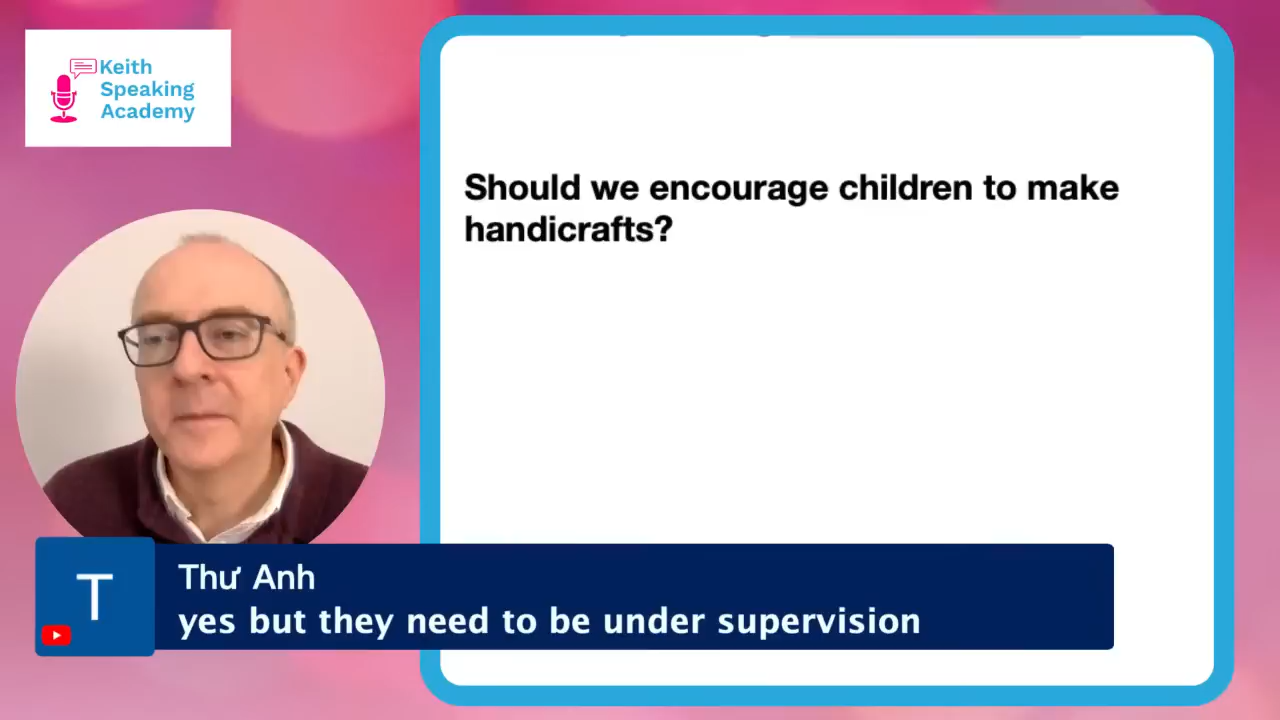 Keith
Speaking
Academy
Should we encourage children to make
handicrafts?
T
Thư Anh
yes but they need to be under supervision